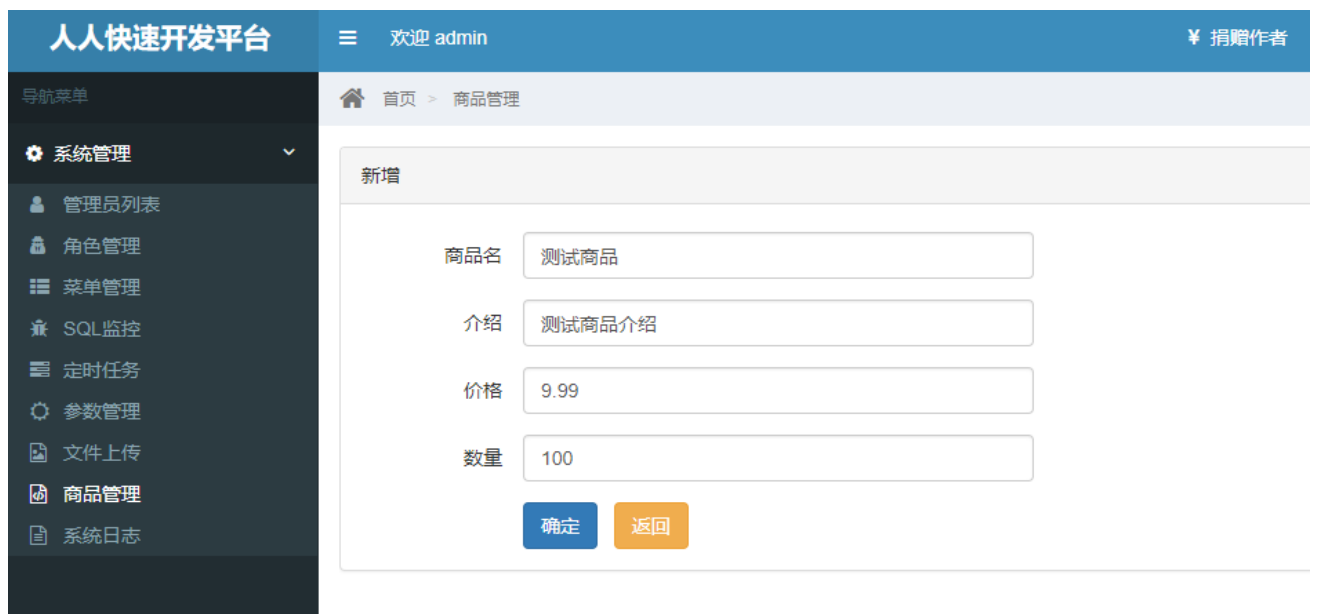 人人快速开发平台
欢迎 admin
¥ 捐赠作者
导航菜单
首页 > 商品管理
系统管理
新增
管理员列表
角色管理
菜单管理
SQL监控
定时任务
参数管理
文件上传
商品管理
系统日志
商品名 测试商品
介绍 测试商品介绍
价格 9.99
数量 100
确定 返回